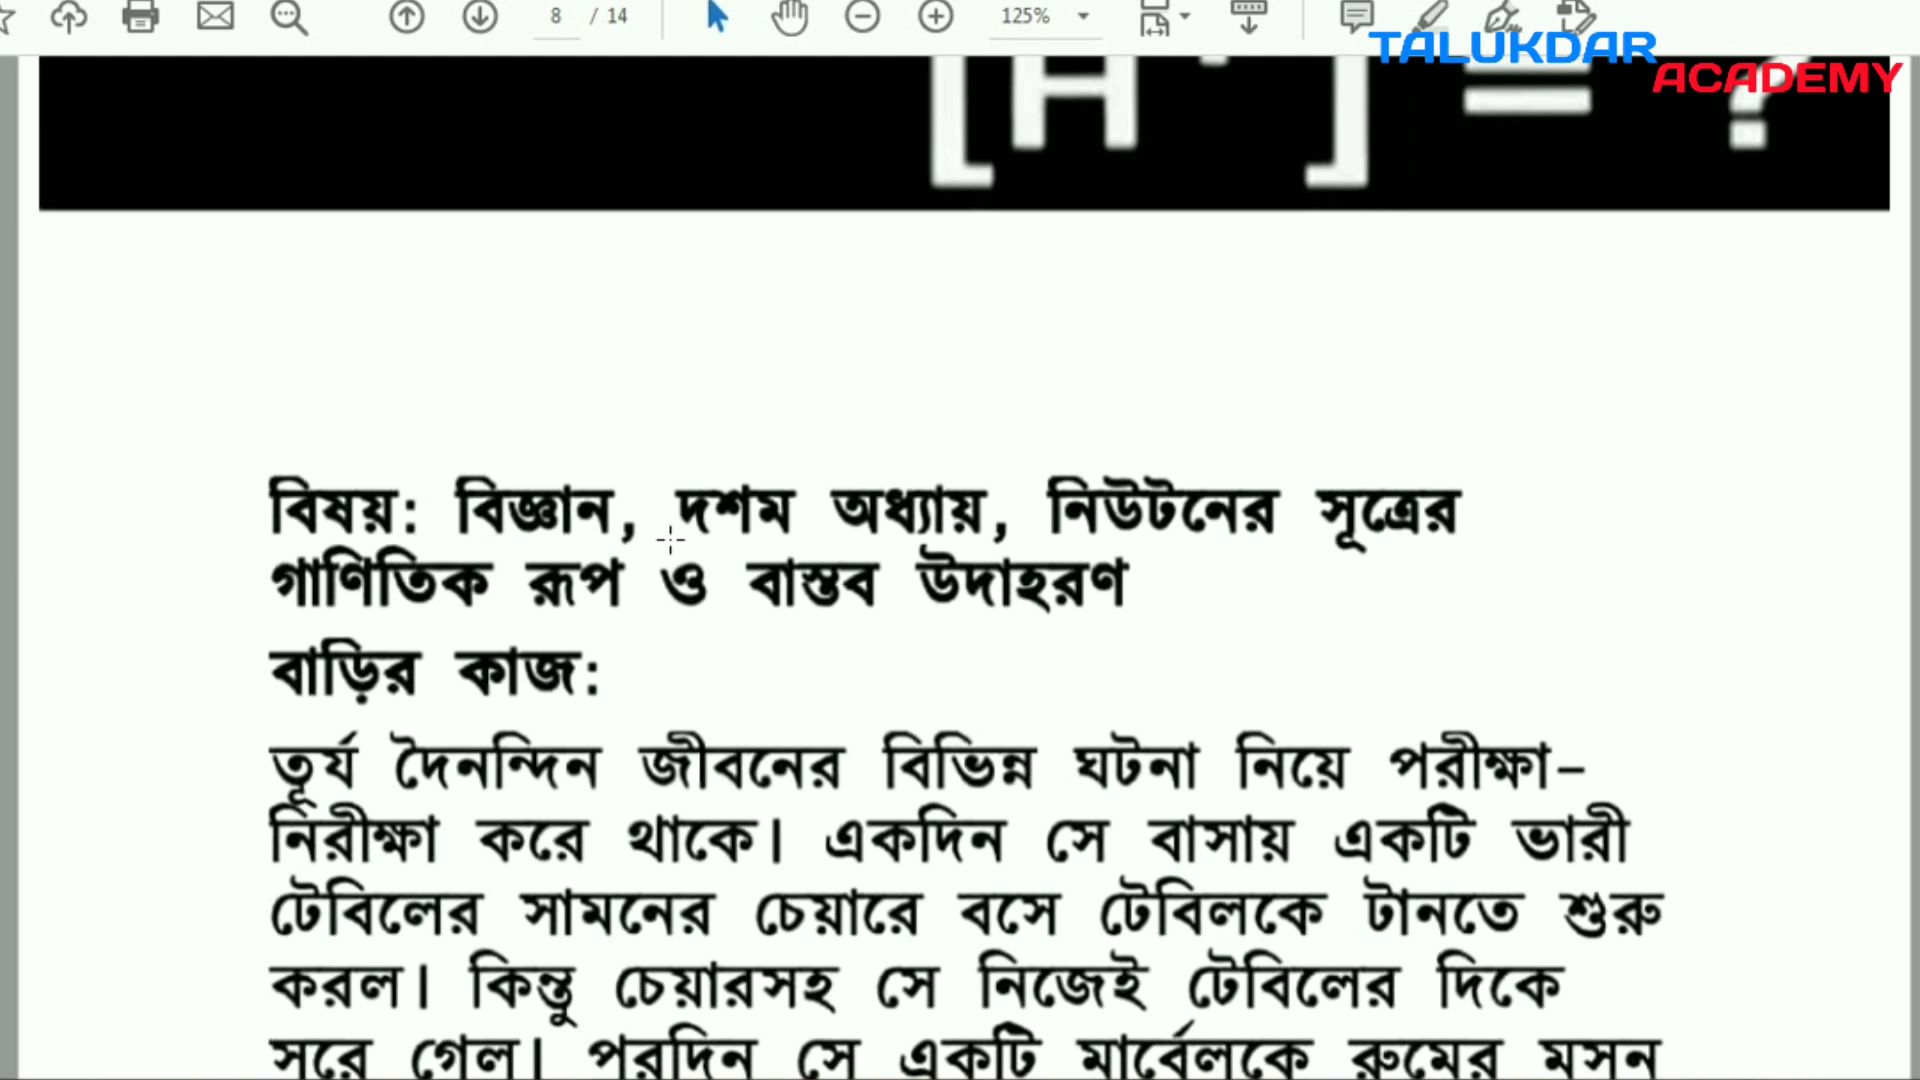 8 / 14
125%
TALUKDAR
ACADEMY
[H⁺] = ?
বিষয়: বিজ্ঞান, দশম অধ্যায়, নিউটনের সূত্রের
গাণিতিক রূপ ও বাস্তব উদাহরণ
বাড়ির কাজ:
তূর্য দৈনন্দিন জীবনের বিভিন্ন ঘটনা নিয়ে পরীক্ষা-
নিরীক্ষা করে থাকে। একদিন সে বাসায় একটি ভারী
টেবিলের সামনের চেয়ারে বসে টেবিলকে টানতে শুরু
করল। কিন্তু চেয়ারসহ সে নিজেই টেবিলের দিকে
সরে গেল। পরদিন সে একটি মার্বেলকে রুমের মসন